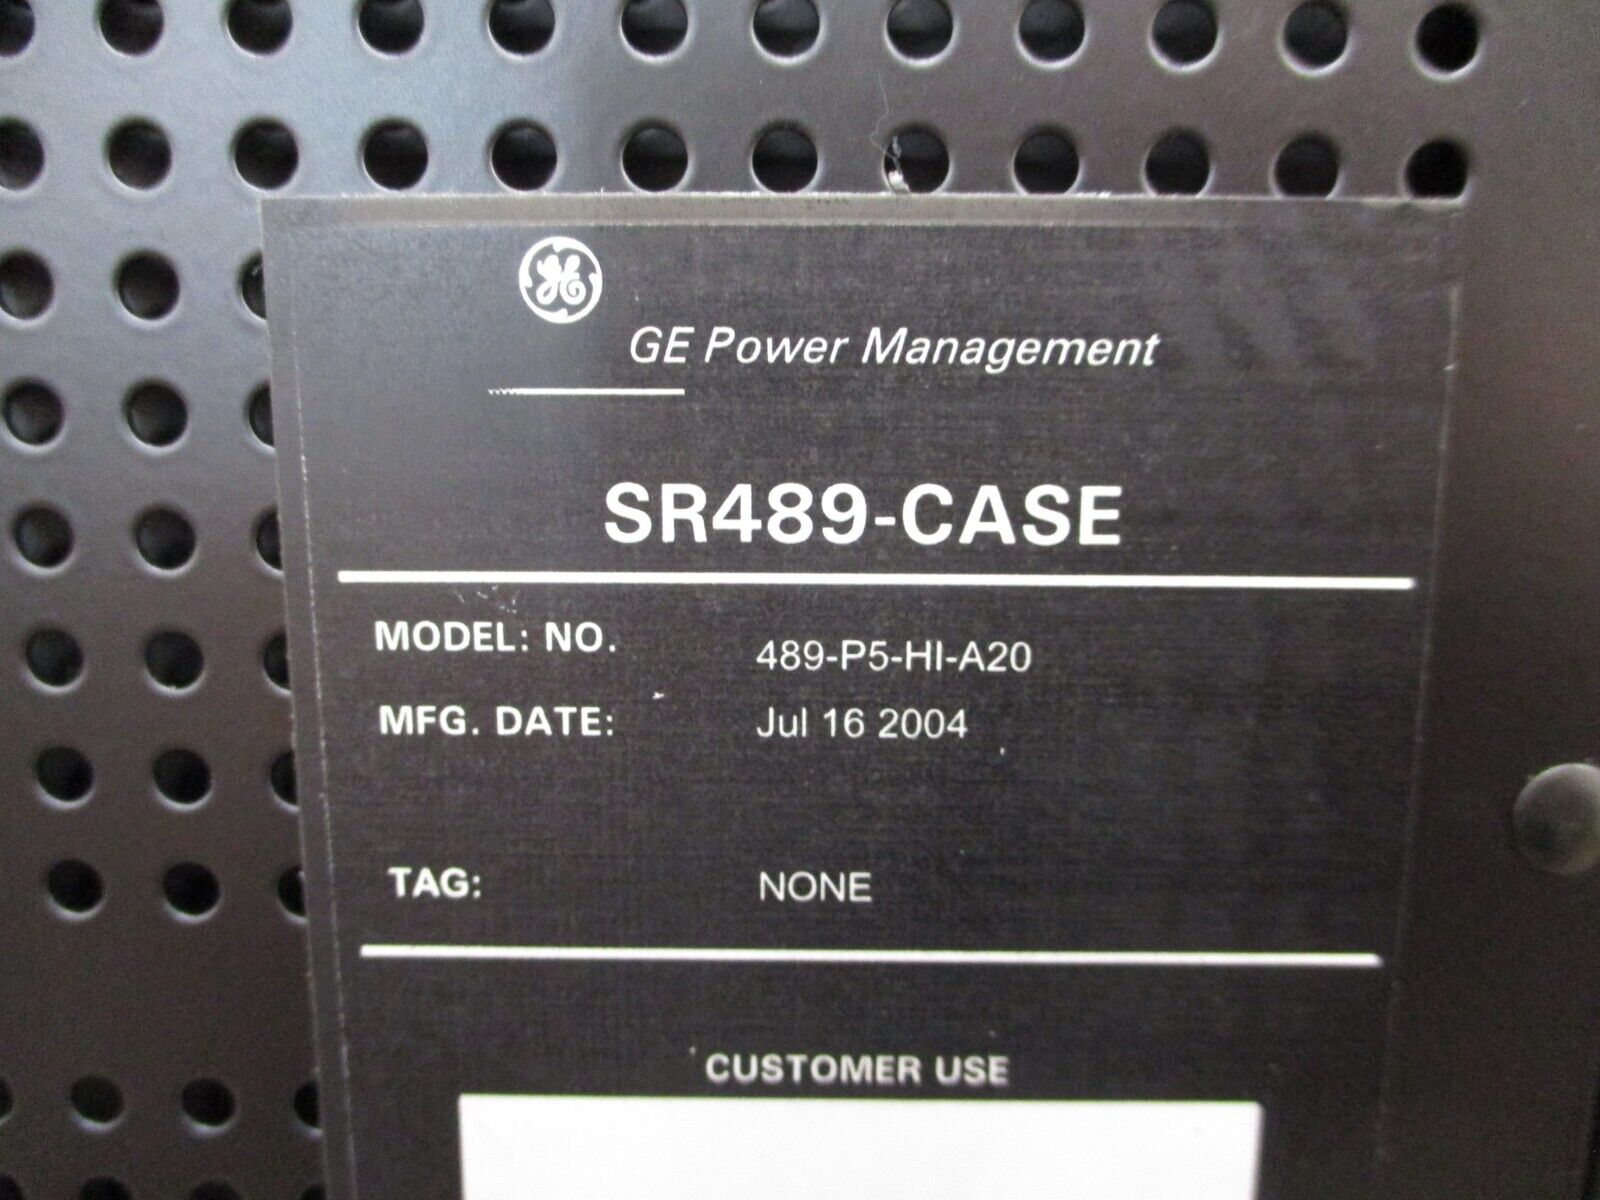 GE
GE Power Management
SR489-CASE
MODEL: NO. 489-P5-HI-A20
MFG. DATE: Jul 16 2004
TAG: NONE
CUSTOMER USE